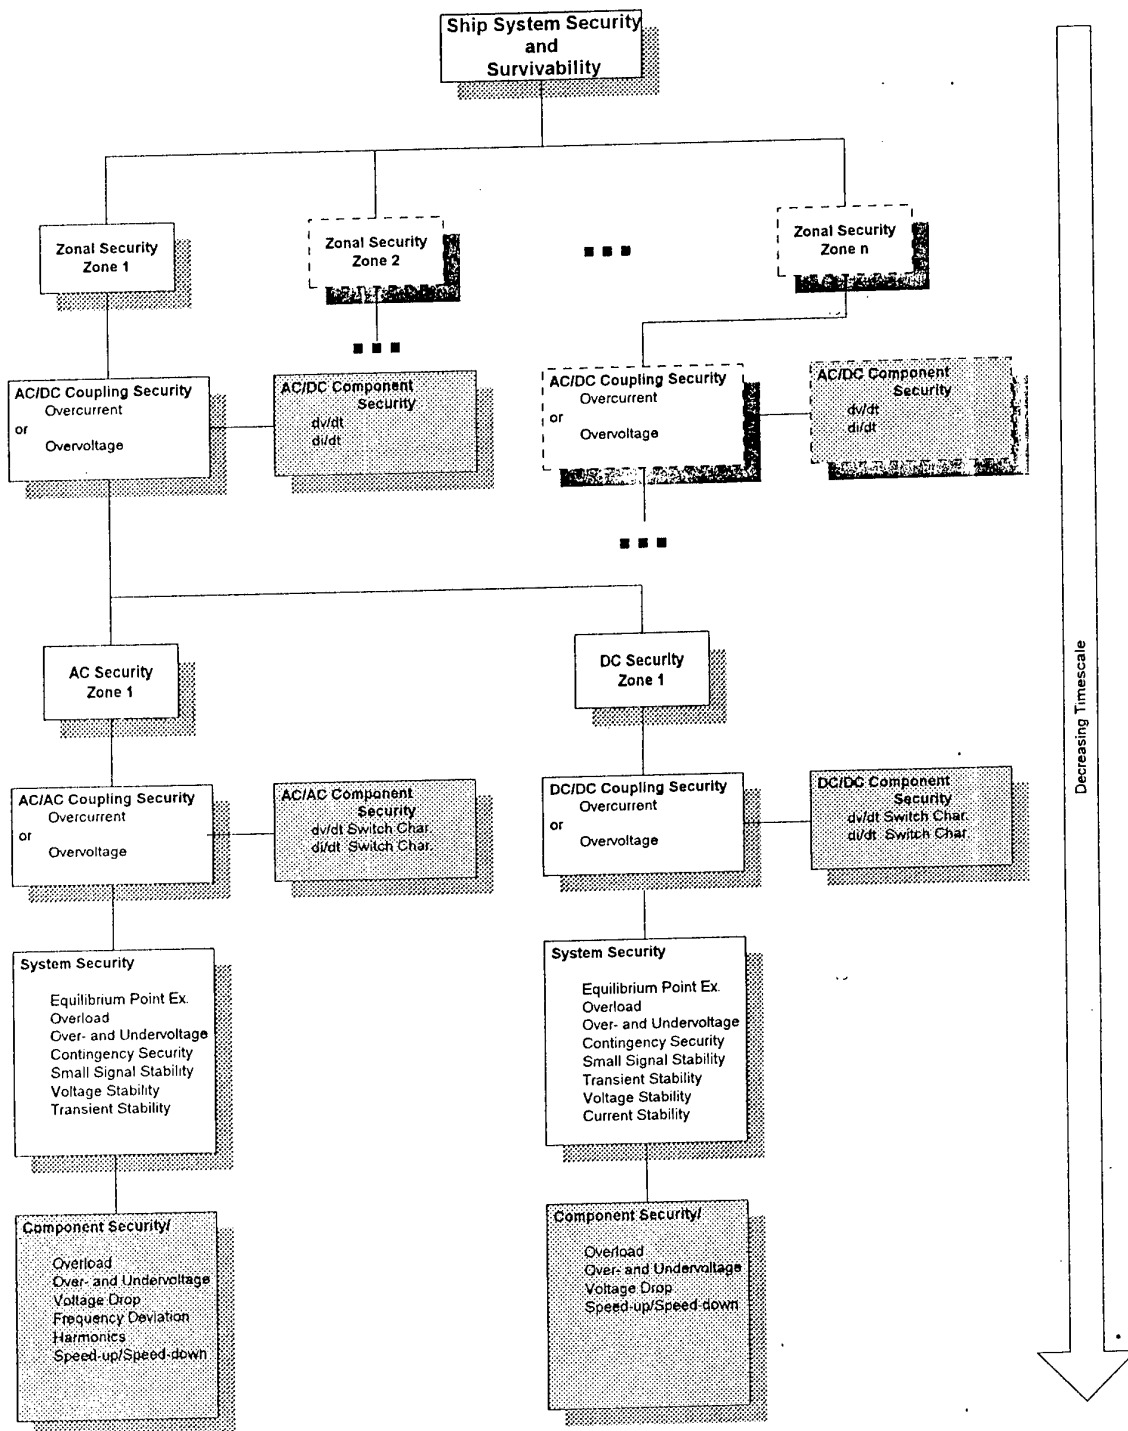 Ship System Security
and
Survivability
Zonal Security
Zone 1
Zonal Security
Zone 2
Zonal Security
Zone n
AC/DC Coupling Security
Overcurrent
or
Overvoltage
AC/DC Component
Security
dv/dt
di/dt
AC/DC Coupling Security
Overcurrent
or
Overvoltage
AC/DC Component
Security
dv/dt
di/dt
AC Security
Zone 1
DC Security
Zone 1
Decreasing Timescale
AC/AC Coupling Security
Overcurrent
or
Overvoltage
AC/AC Component
Security
dv/dt Switch Char.
di/dt Switch Char.
DC/DC Coupling Security
Overcurrent
or
Overvoltage
DC/DC Component
Security
dv/dt Switch Char.
di/dt Switch Char.
System Security
Equilibrium Point Ex.
Overload
Over- and Undervoltage
Contingency Security
Small Signal Stability
Voltage Stability
Transient Stability
System Security
Equilibrium Point Ex.
Overload
Over- and Undervoltage
Contingency Security
Small Signal Stability
Transient Stability
Voltage Stability
Current Stability
Component Security/
Overload
Over- and Undervoltage
Voltage Drop
Frequency Deviation
Harmonics
Speed-up/Speed-down
Component Security/
Overload
Over- and Undervoltage
Voltage Drop
Speed-up/Speed-down